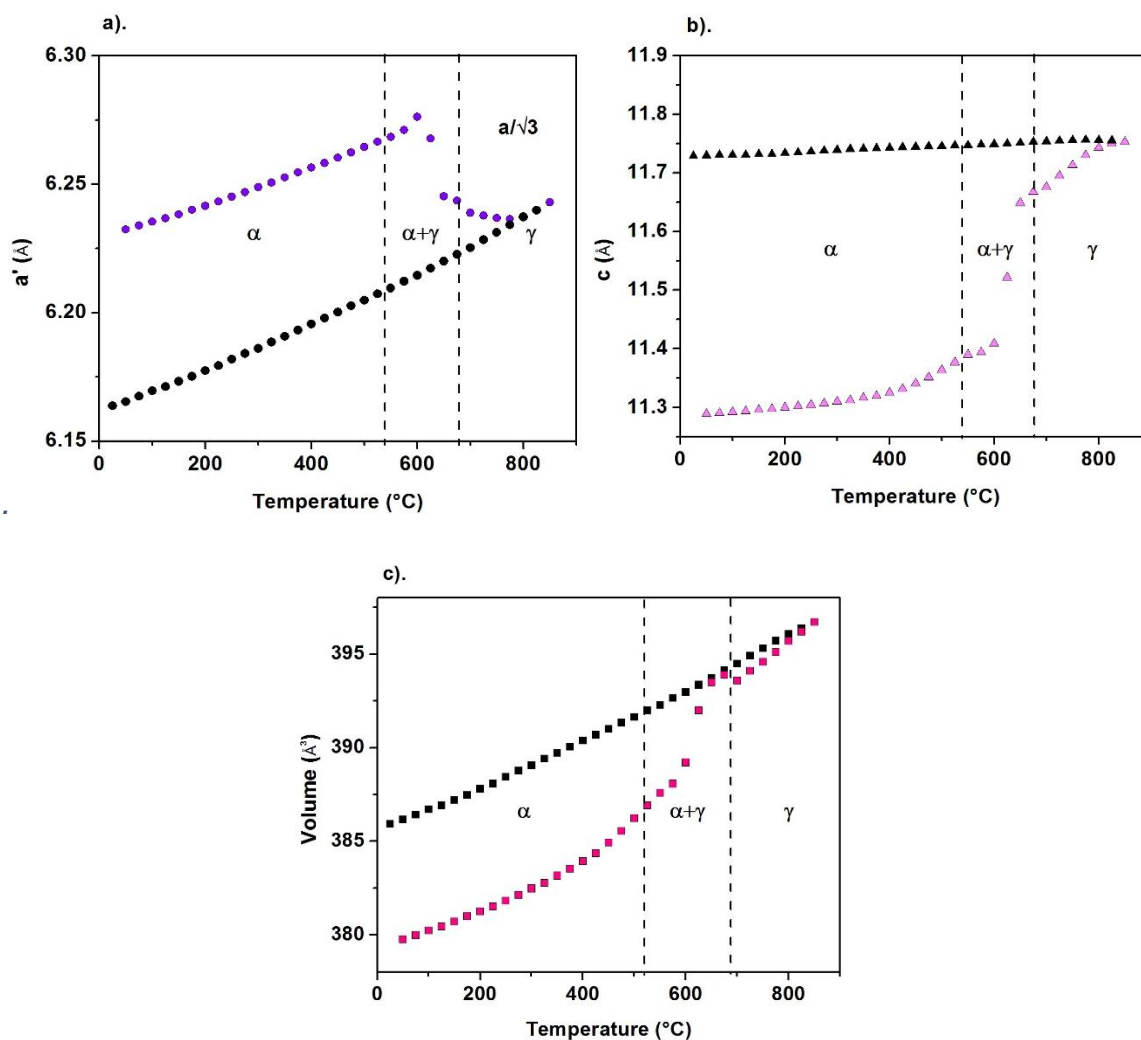 a).
6.30
6.25
6.20
6.15
a' (Å)
a/√3
α
α+γ
γ
0
200
400
600
800
Temperature (°C)
b).
11.9
11.8
11.7
11.6
11.5
11.4
11.3
c (Å)
α
α+γ
γ
0
200
400
600
800
Temperature (°C)
c).
395
390
385
380
Volume (Å³)
α
α+γ
γ
0
200
400
600
800
Temperature (°C)